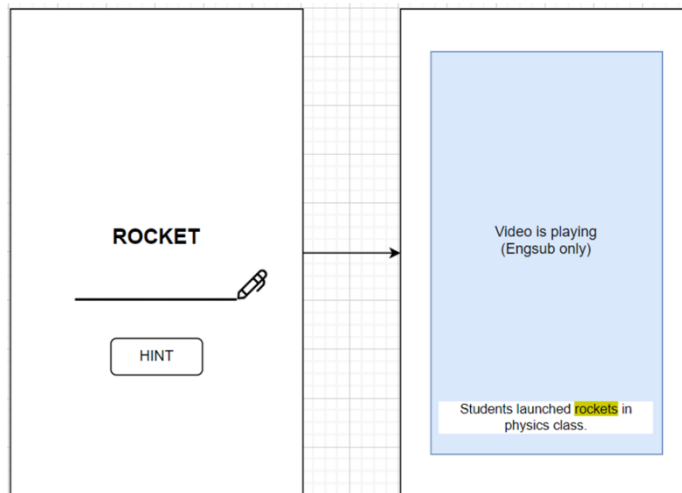 ROCKET
HINT
Video is playing
(Engsub only)
Students launched rockets in
physics class.